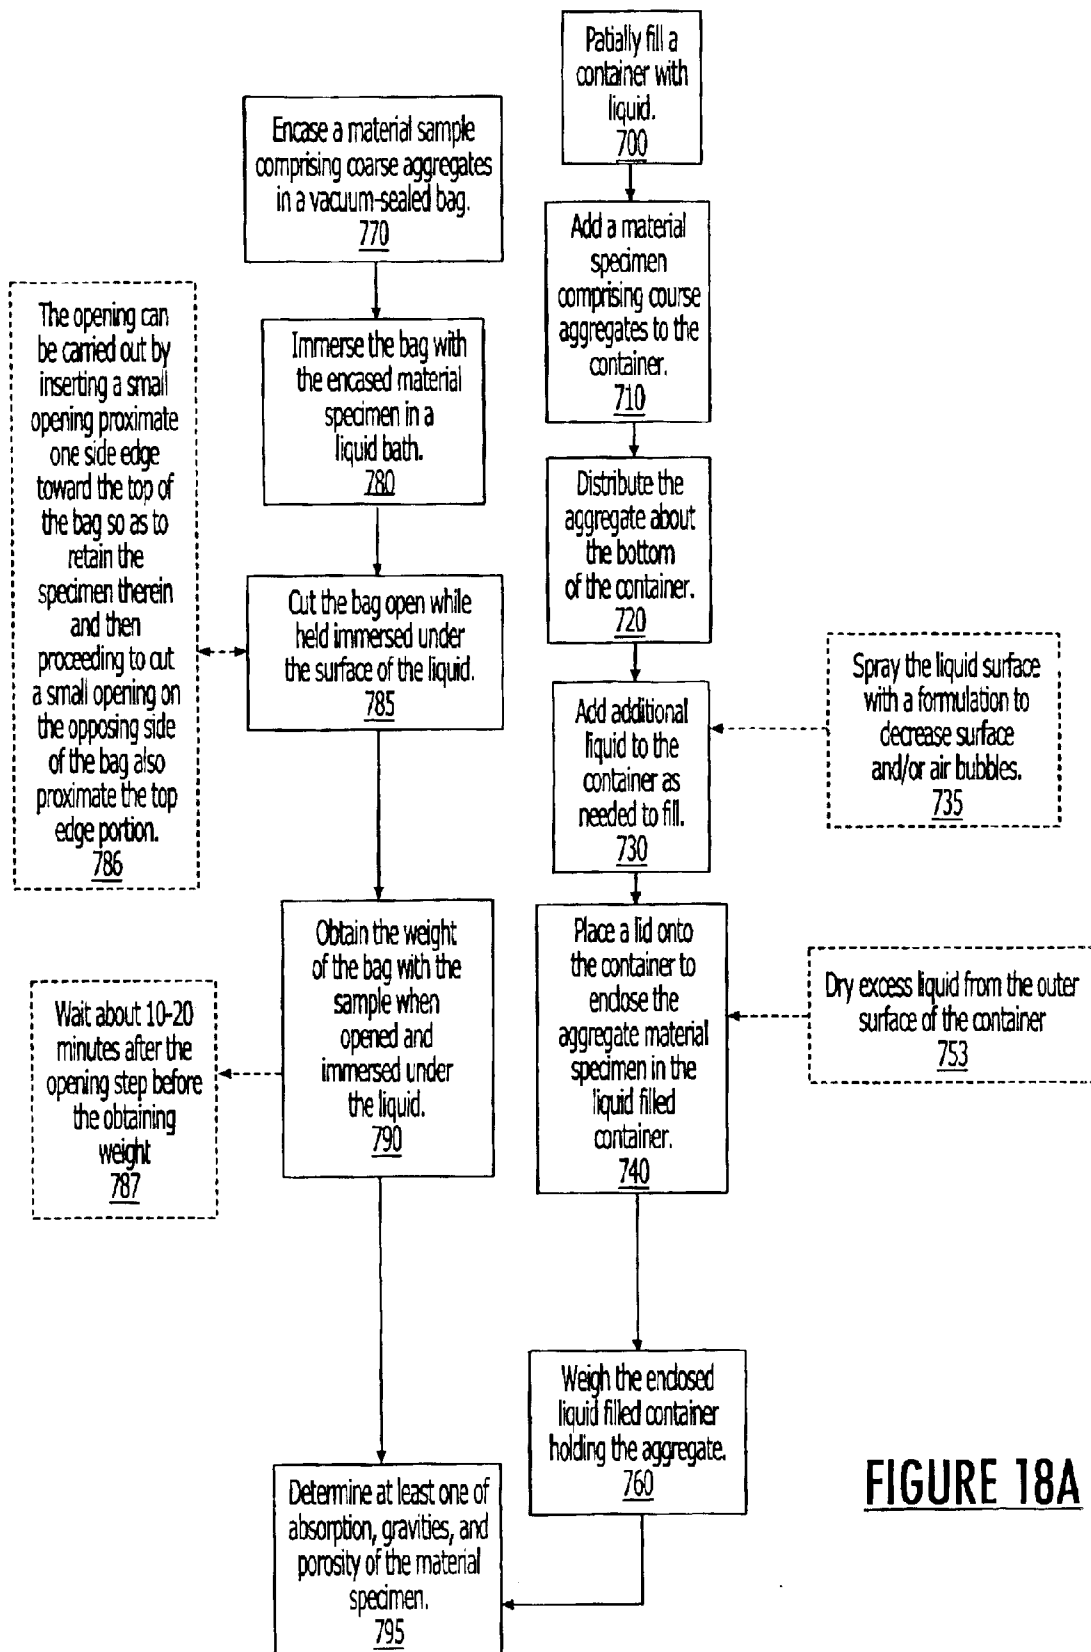 Patially fill a
container with
liquid.
700
Encase a material sample
comprising coarse aggregates
in a vacuum-sealed bag.
770
Add a material
specimen
comprising course
aggregates to the
container.
710
The opening can
be carried out by
inserting a small
opening proximate
one side edge
toward the top of
the bag so as to
retain the
specimen therein
and then
proceeding to cut
a small opening on
the opposing side
of the bag also
proximate the top
edge portion.
786
Immerse the bag with
the encased material
specimen in a
liquid bath.
780
Distribute the
aggregate about
the bottom
of the container.
720
Cut the bag open while
held immersed under
the surface of the liquid.
785
Spray the liquid surface
with a formulation to
decrease surface
and/or air bubbles.
735
Add additional
liquid to the
container as
needed to fill.
730
Obtain the weight
of the bag with the
sample when
opened and
immersed under
the liquid.
790
Place a lid onto
the container to
enclose the
aggregate material
specimen in the
liquid filled
container.
740
Dry excess liquid from the outer
surface of the container
753
Wait about 10-20
minutes after the
opening step before
the obtaining
weight
787
Weigh the enclosed
liquid filled container
holding the aggregate.
760
Determine at least one of
absorption, gravities, and
porosity of the material
specimen.
795
FIGURE 18A